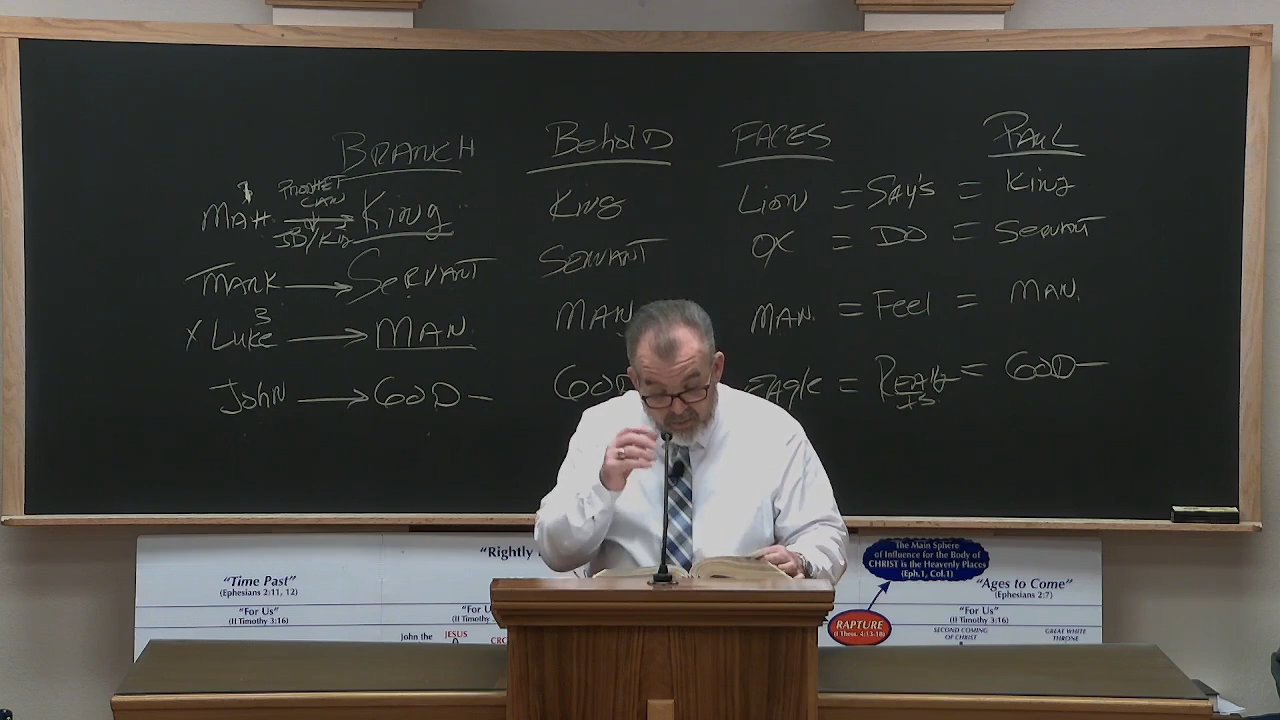 BRANCH Behold FACES PAUL
MAtt King King Lion = SAY'S = King
MARK → SERVANT SERVANT OX = DO = SERVANT
3
X Luke → MAN. MAN MAN. = Feel = MAN.
John → GOD GOD EAgle = = GOD
"Rightly
"Time Past"
(Ephesians 2:11, 12)
"For Us"
(II Timothy 3:16)
John the JESUS
"For U
(II Timothy
CRO
The Main Sphere
of Influence for the Body of
CHRIST is the Heavenly Places
(Eph.1, Col.1)
"Ages to Come"
(Ephesians 2:7)
"For Us"
(II Timothy 3:16)
RAPTURE
(I Thess. 4:13-18)
SECOND COMING
OF CHRIST
GREAT WHITE
THRONE